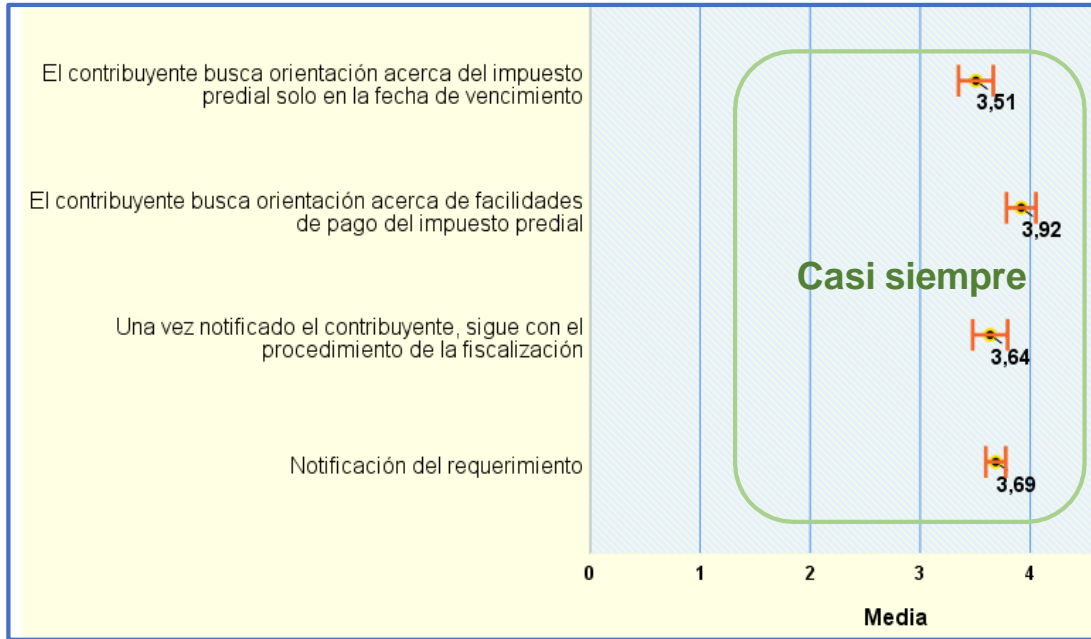 El contribuyente busca orientación acerca del impuesto
predial solo en la fecha de vencimiento
3,51
El contribuyente busca orientación acerca de facilidades
de pago del impuesto predial
3,92
Casi siempre
Una vez notificado el contribuyente, sigue con el
procedimiento de la fiscalización
3,64
Notificación del requerimiento
3,69
0 1 2 3 4
Media